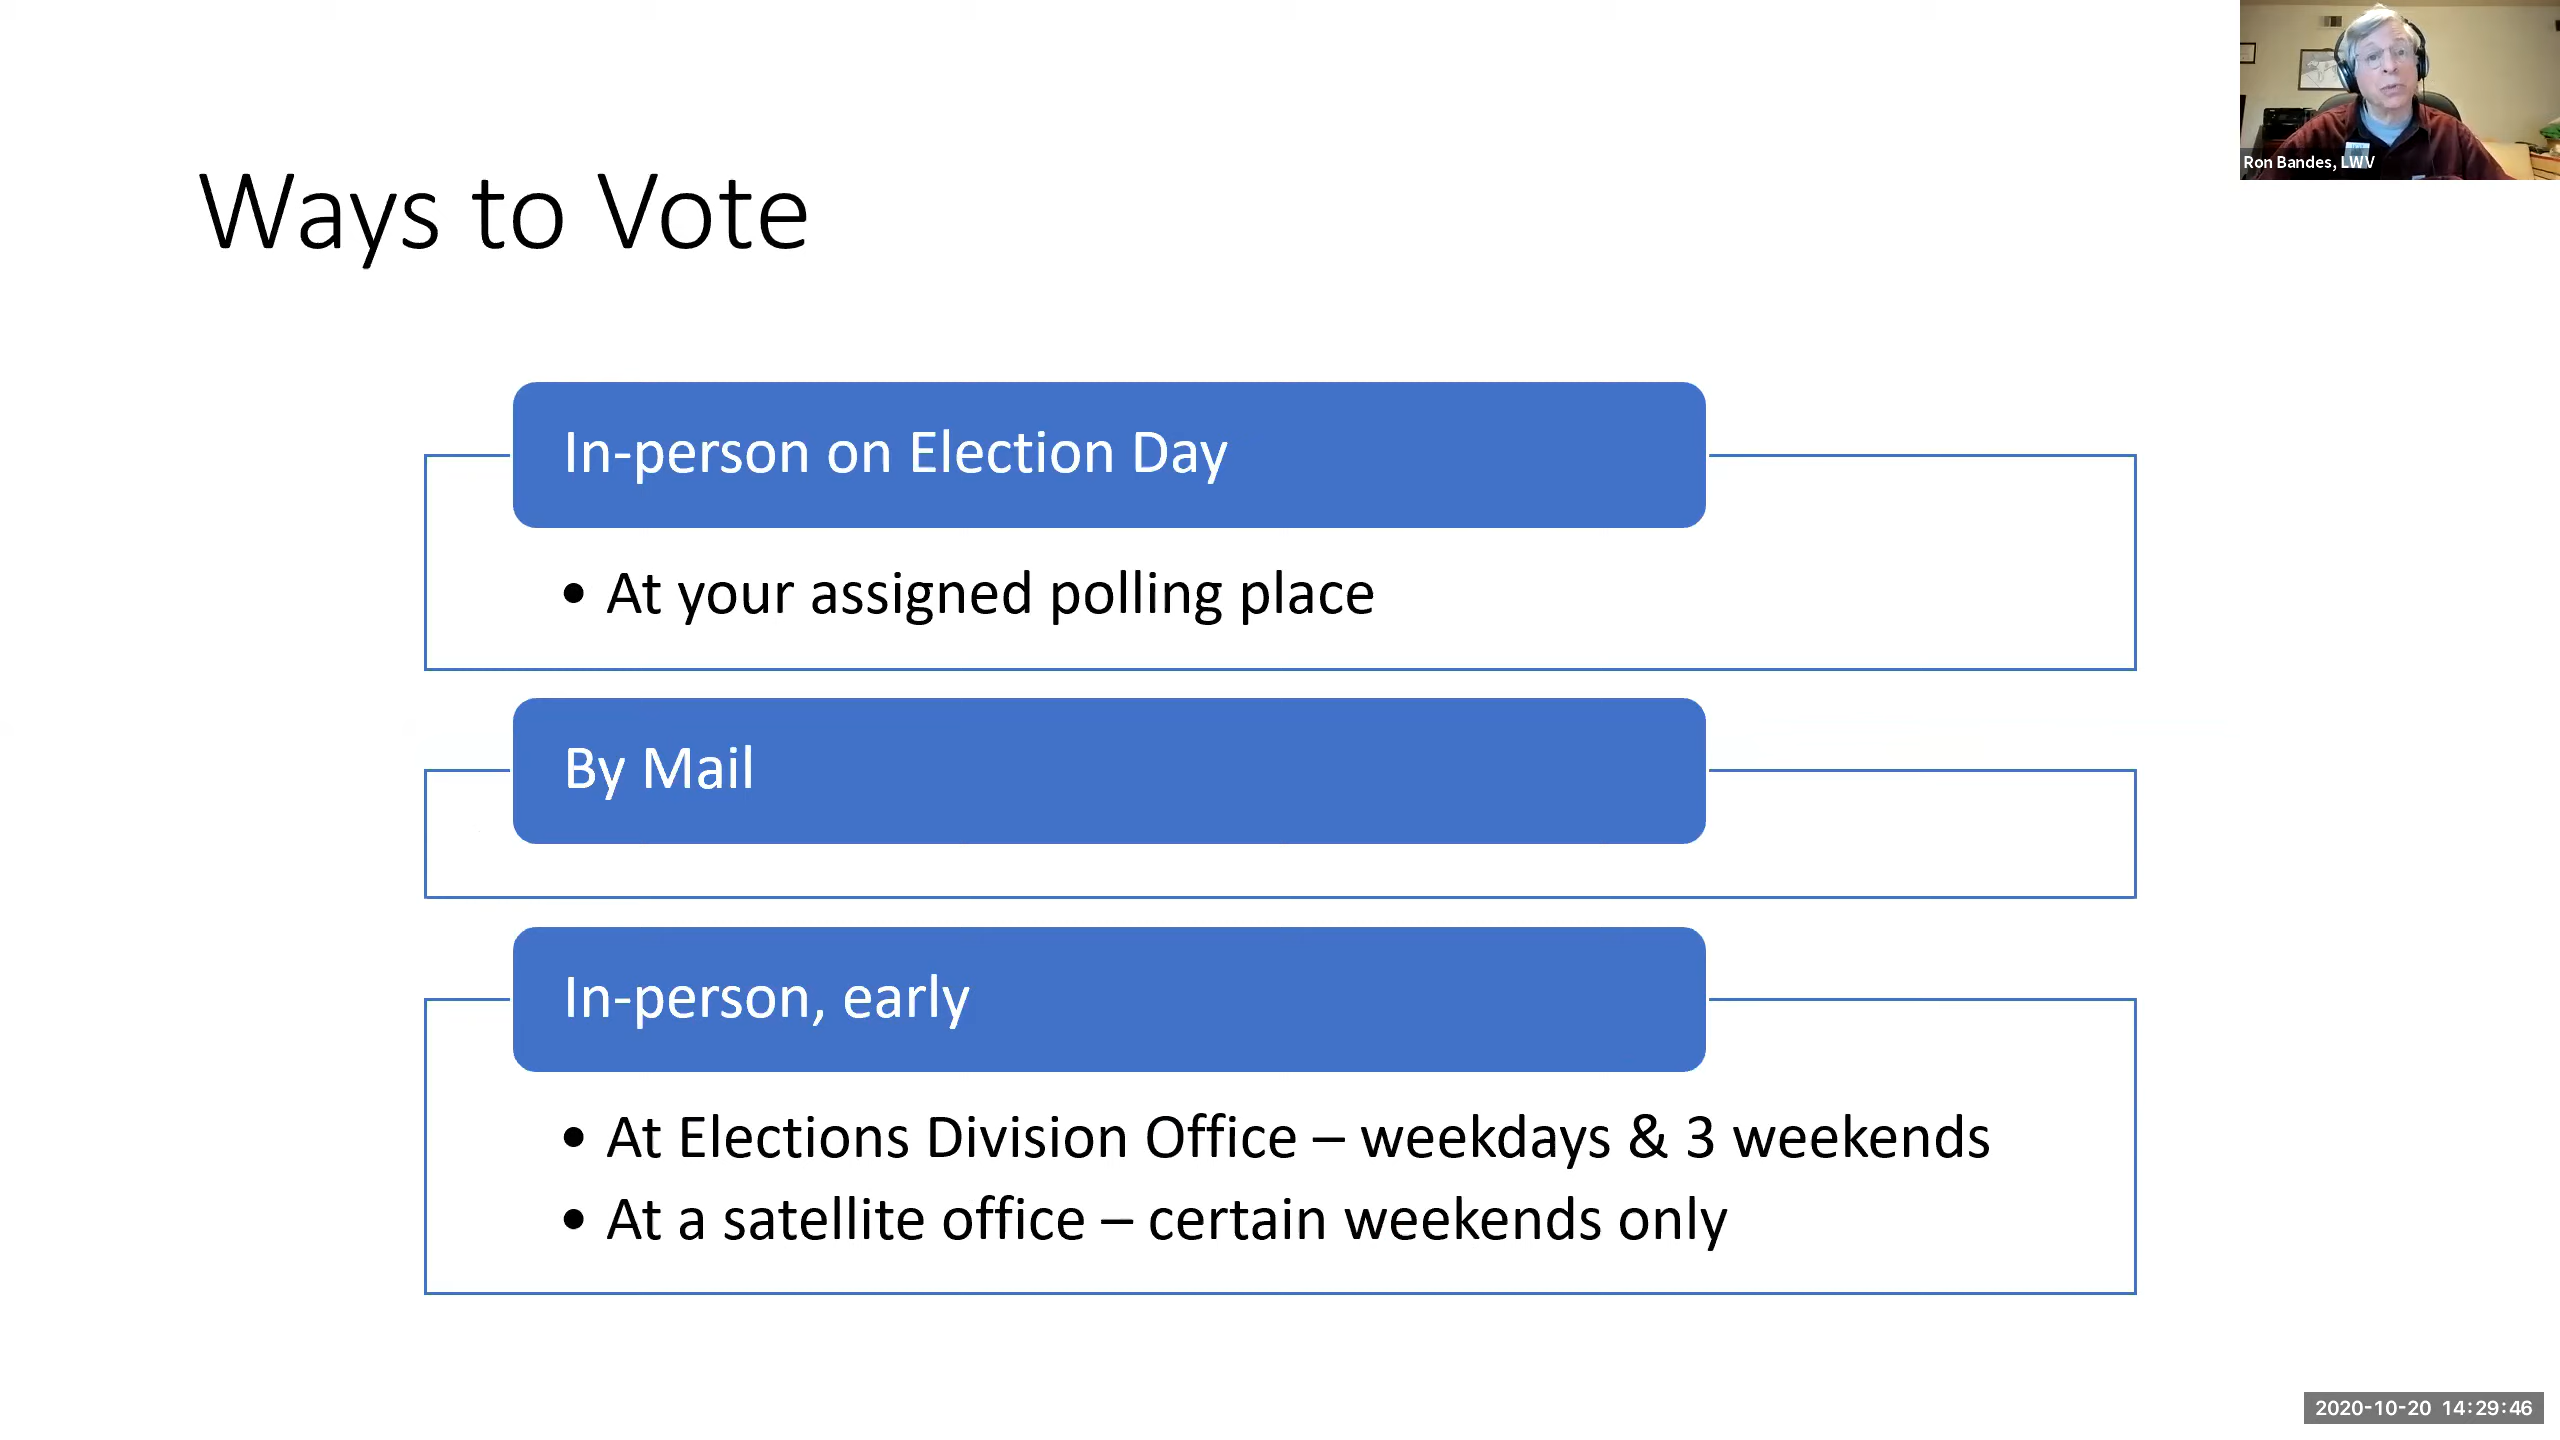 Ron Bandes, LWV
Ways to Vote
In-person on Election Day
• At your assigned polling place
By Mail
In-person, early
• At Elections Division Office – weekdays & 3 weekends
• At a satellite office – certain weekends only
2020-10-20 14:29:46